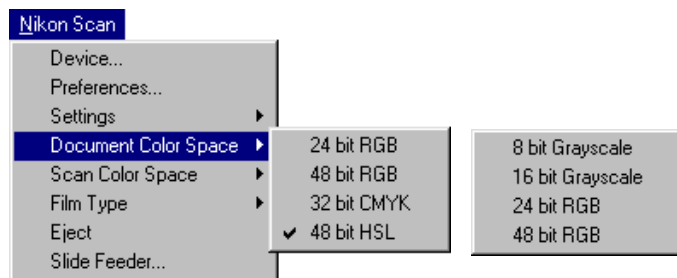 Nikon Scan
Device...
Preferences...
Settings
Document Color Space
Scan Color Space
Film Type
Eject
Slide Feeder...
24 bit RGB
48 bit RGB
32 bit CMYK
48 bit HSL
8 bit Grayscale
16 bit Grayscale
24 bit RGB
48 bit RGB